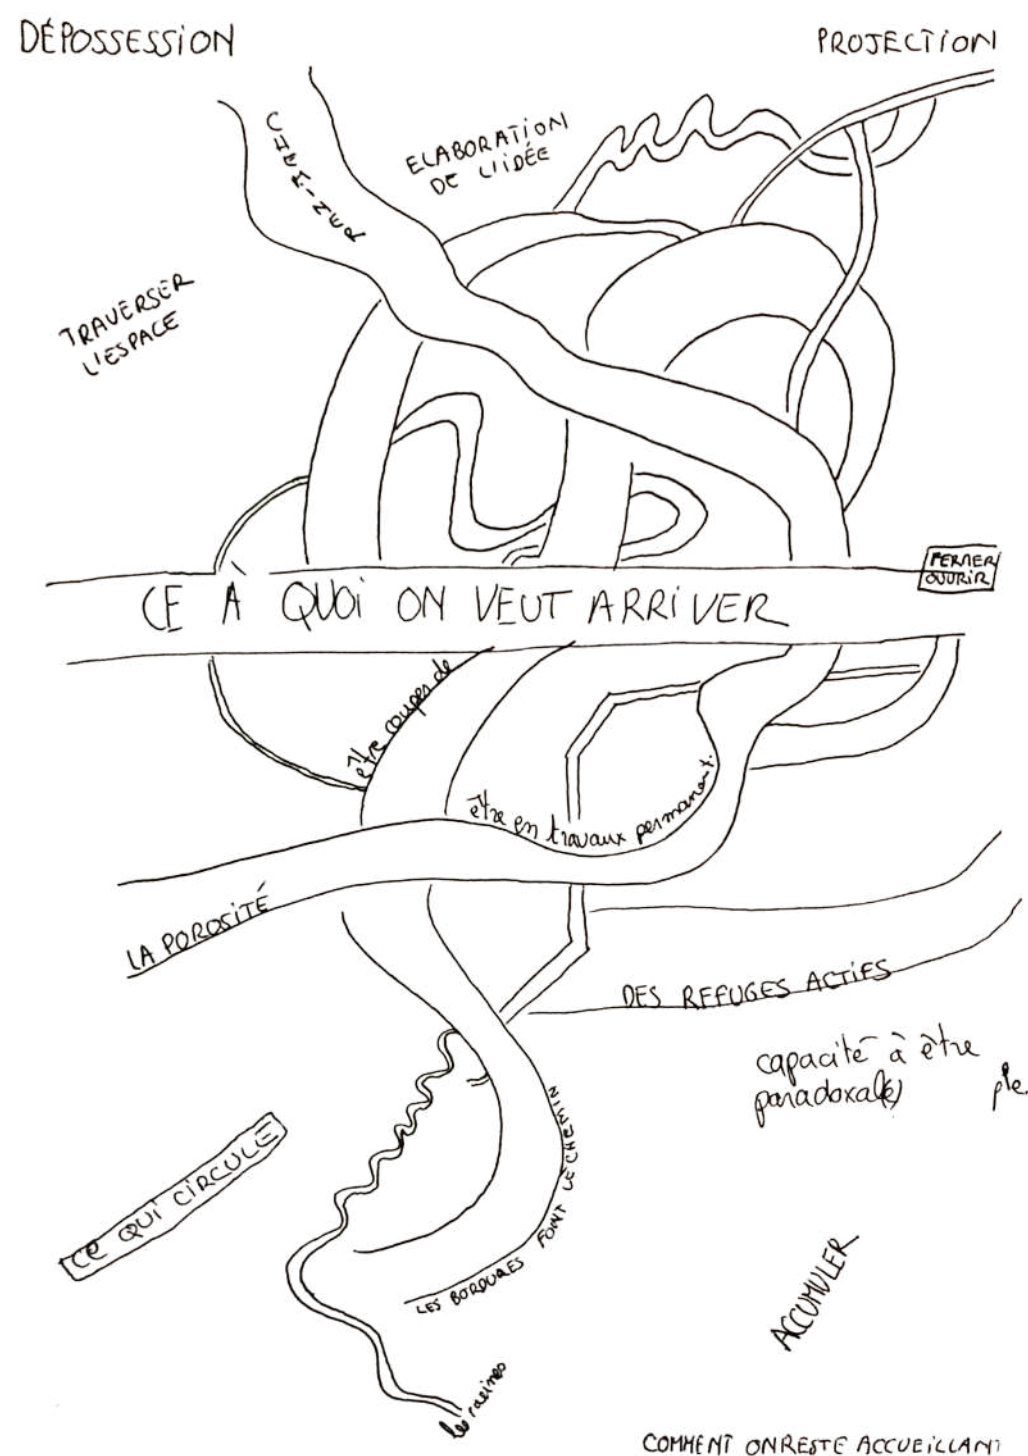 DÉPOSSESSION
PROJECTION
CHEMINER
ELABORATION
DE L'IDÉE
TRAVERSER
L'ESPACE
FERMER
OUVRIR
CE À QUOI ON VEUT ARRIVER
être coupés de
être en travaux permanent.
LA POROSITÉ
DES REFUGES ACTIFS
capacité à être
paradoxal(e)
CE QUI CIRCULE
LES BORDURES FONT LE CHEMIN
ACCUMULER
les racines
COMMENT ON RESTE ACCUEILLANT